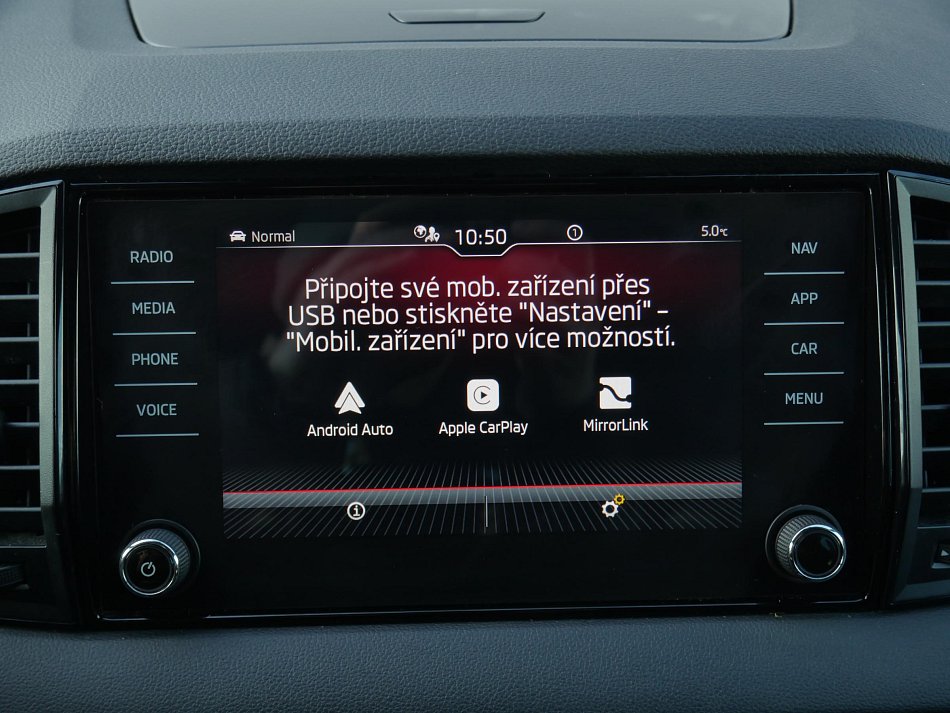 Normal 10:50 1 5.0°C
RADIO
MEDIA
PHONE
VOICE
Připojte své mob. zařízení přes
USB nebo stiskněte "Nastavení" –
"Mobil. zařízení" pro více možností.
Android Auto Apple CarPlay MirrorLink
i
NAV
APP
CAR
MENU